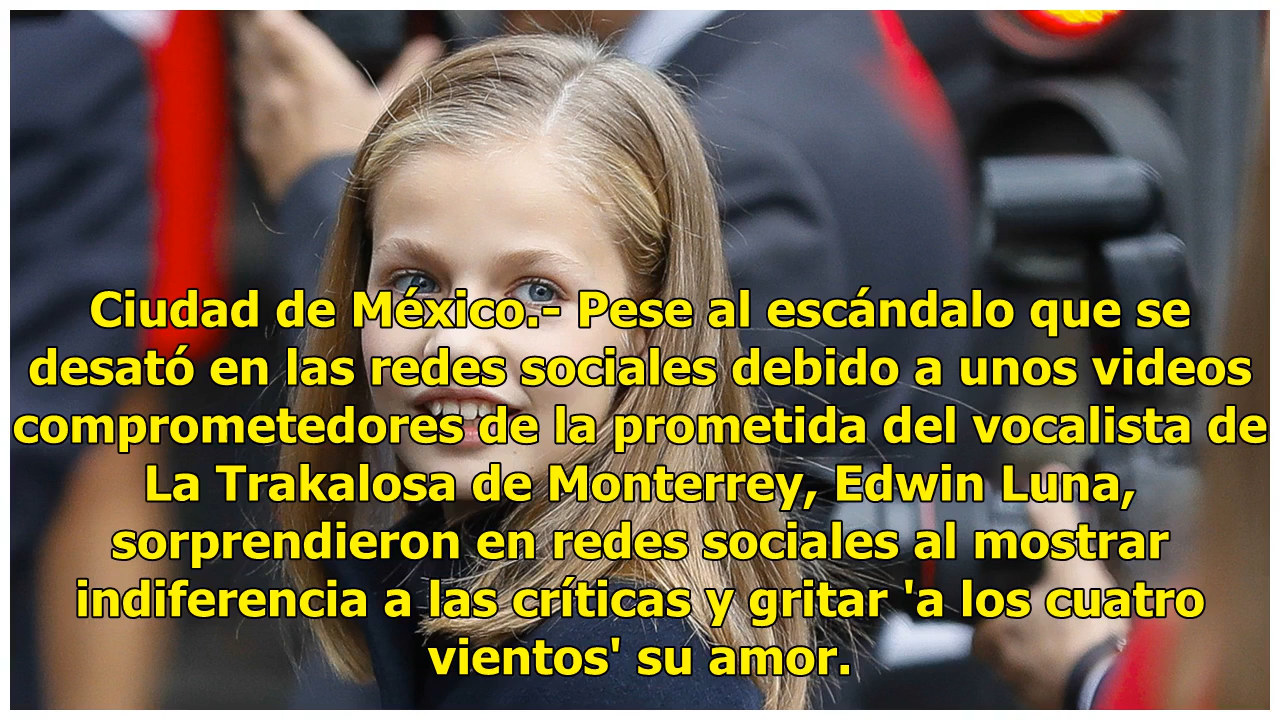 Ciudad de México.- Pese al escándalo que se
desató en las redes sociales debido a unos videos
comprometedores de la prometida del vocalista de
La Trakalosa de Monterrey, Edwin Luna,
sorprendieron en redes sociales al mostrar
indiferencia a las críticas y gritar 'a los cuatro
vientos' su amor.